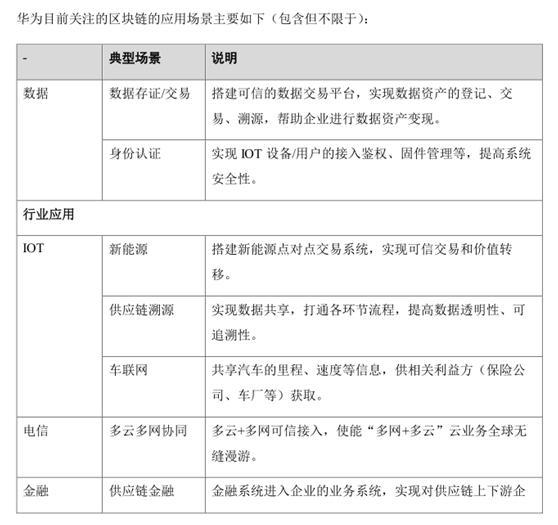 华为目前关注的区块链的应用场景主要如下（包含但不限于）：
- 典型场景 说明
数据 数据存证/交易 搭建可信的数据交易平台，实现数据资产的登记、交
易、溯源，帮助企业进行数据资产变现。
身份认证 实现 IOT 设备/用户的接入鉴权、固件管理等，提高系统
安全性。
行业应用
IOT 新能源 搭建新能源点对点交易系统，实现可信交易和价值转
移。
供应链溯源 实现数据共享，打通各环节流程，提高数据透明性、可
追溯性。
车联网 共享汽车的里程、速度等信息，供相关利益方（保险公
司、车厂等）获取。
电信 多云多网协同 多云+多网可信接入，使能“多网+多云”云业务全球无
缝漫游。
金融 供应链金融 金融系统进入企业的业务系统，实现对供应链上下游企